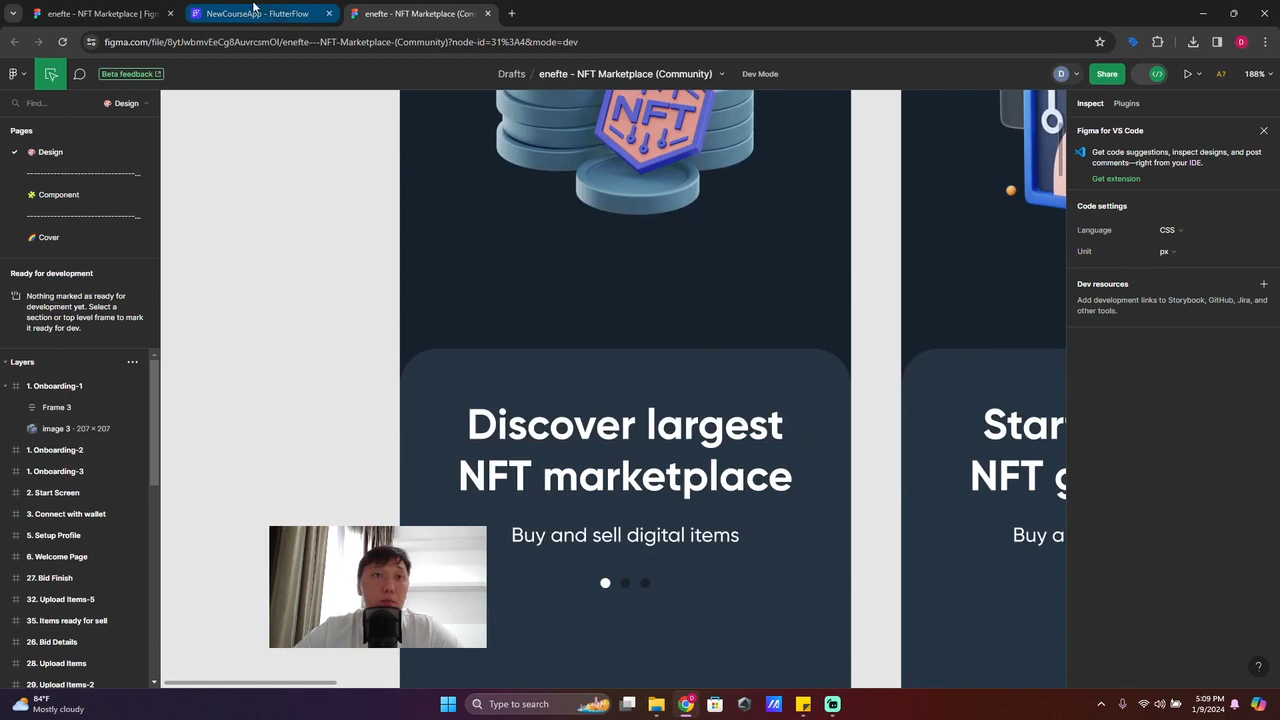 enefte - NFT Marketplace | Figm
NewCourseApp - FlutterFlow
enefte - NFT Marketplace (Com
figma.com/file/8ytJwbmvEeCg8AuvrcsmOI/enefte---NFT-Marketplace-(Community)?node-id=31%3A4&mode=dev
D
Beta feedback
Drafts / enefte - NFT Marketplace (Community)
Dev Mode
D
Share
A?
188%
Find...
Design
Pages
Design
Component
Cover
Ready for development
Nothing marked as ready for
development yet. Select a
section or top level frame to mark
it ready for dev.
Layers
1. Onboarding-1
Frame 3
image 3 · 207 × 207
1. Onboarding-2
1. Onboarding-3
2. Start Screen
3. Connect with wallet
5. Setup Profile
6. Welcome Page
27. Bid Finish
32. Upload Items-5
35. Items ready for sell
26. Bid Details
28. Upload Items
29. Upload Items-2
NFT
Discover largest
NFT marketplace
Buy and sell digital items
Star
NFT g
Buy a
Inspect
Plugins
Figma for VS Code
Get code suggestions, inspect designs, and post
comments—right from your IDE.
Get extension
Code settings
Language
CSS
Unit
px
Dev resources
Add development links to Storybook, GitHub, Jira, and
other tools.
?
84°F
Mostly cloudy
Type to search
5:09 PM
1/9/2024